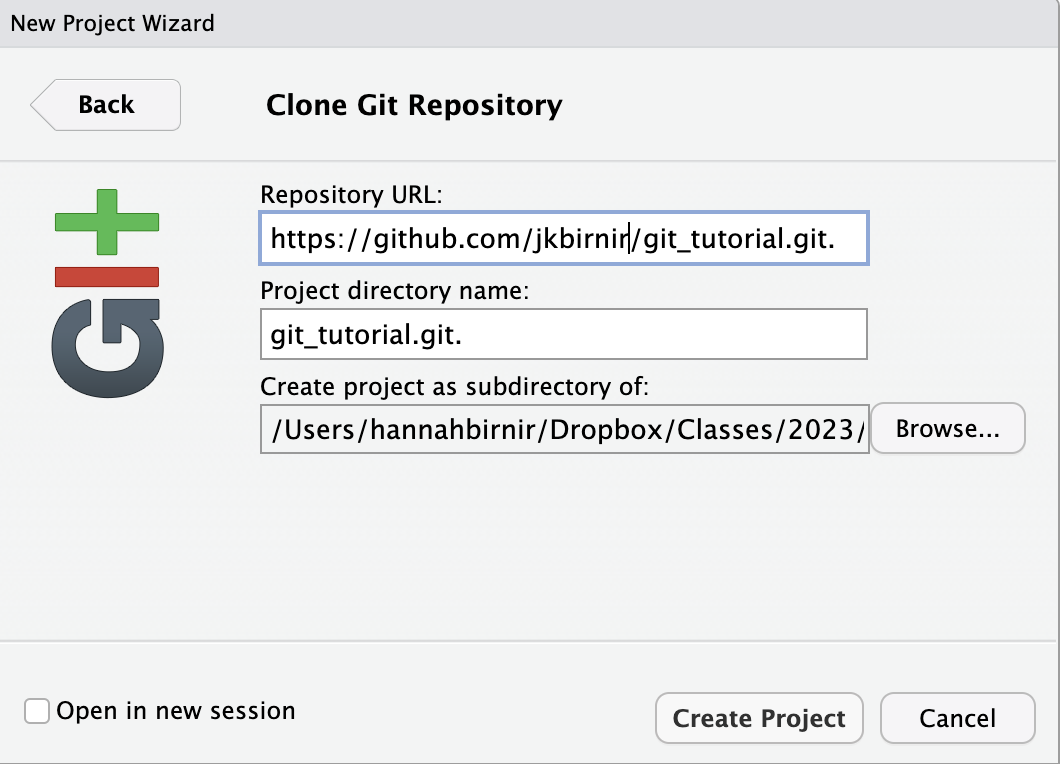 New Project Wizard
Back
Clone Git Repository
GIt
Repository URL:
https://github.com/jkbirnir/git_tutorial.git.
Project directory name:
git_tutorial.git.
Create project as subdirectory of:
/Users/hannahbirnir/Dropbox/Classes/2023/
Browse...
Open in new session
Create Project
Cancel